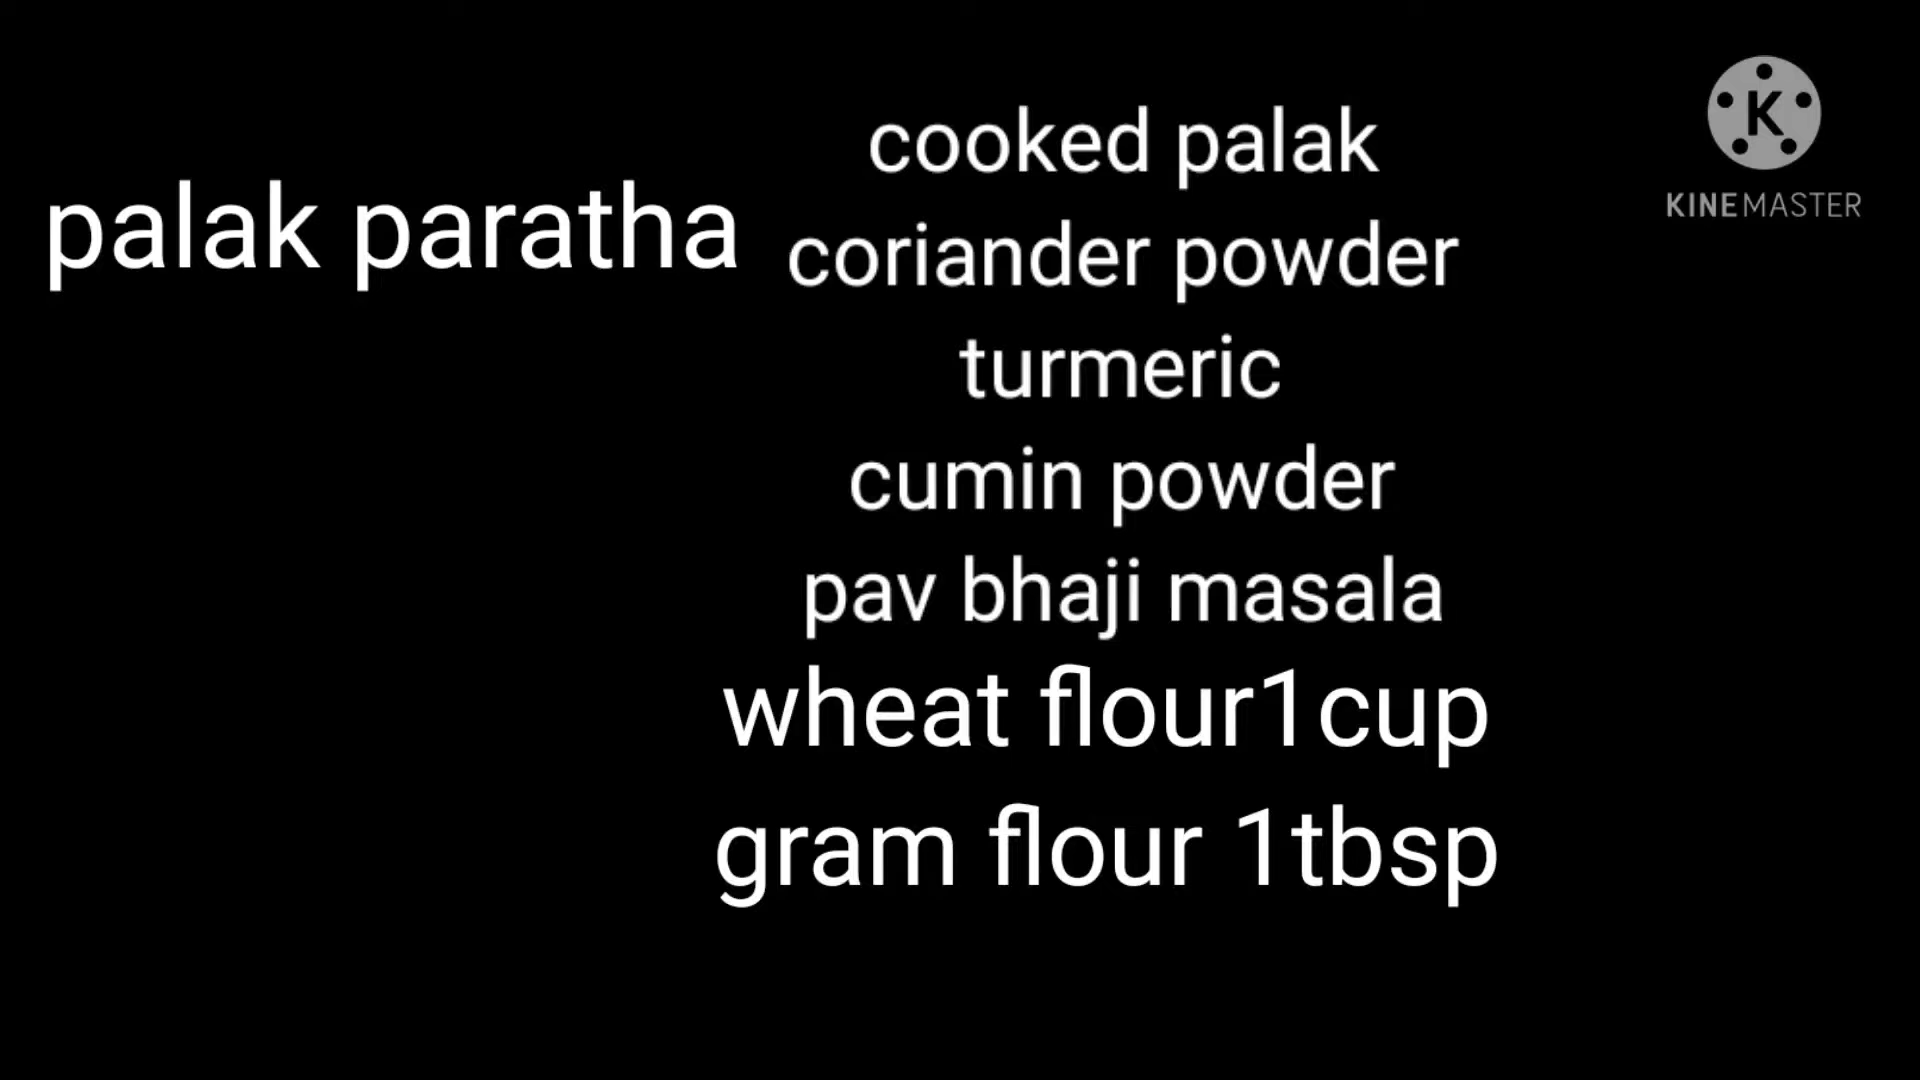 palak paratha
cooked palak
coriander powder
turmeric
cumin powder
pav bhaji masala
wheat flour1cup
gram flour 1tbsp
K
KINEMASTER